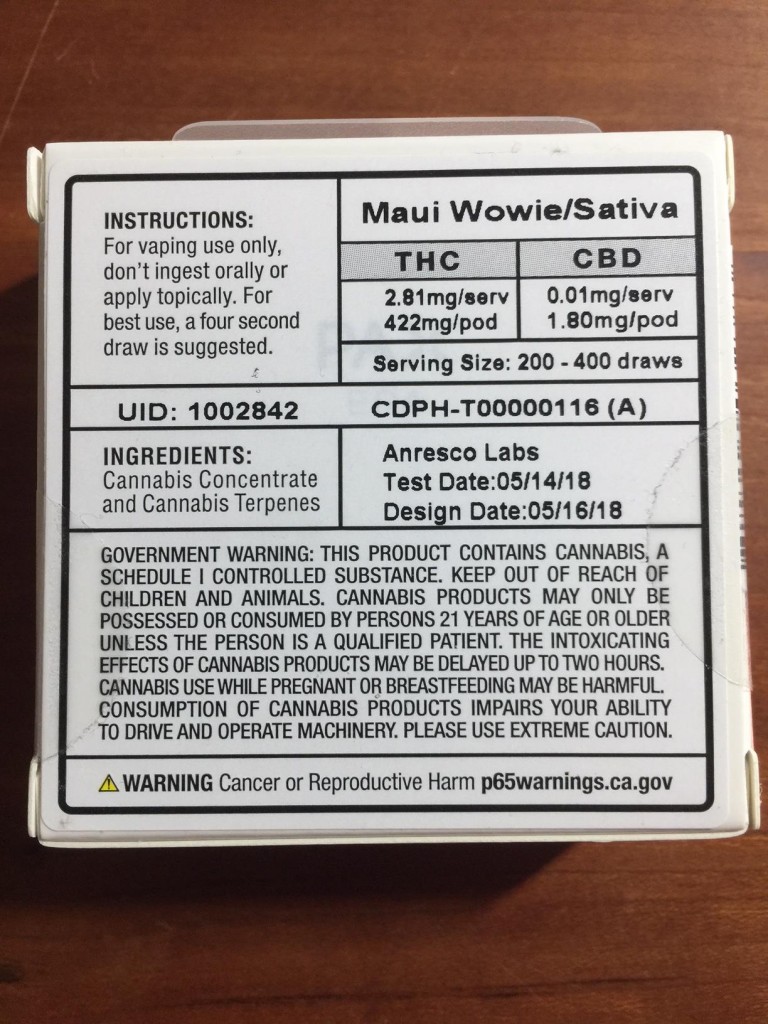 INSTRUCTIONS:
For vaping use only,
don't ingest orally or
apply topically. For
best use, a four second
draw is suggested.
Maui Wowie/Sativa
THC
CBD
2.81mg/serv
422mg/pod
0.01mg/serv
1.80mg/pod
Serving Size: 200 - 400 draws
UID: 1002842
CDPH-T00000116 (A)
INGREDIENTS:
Cannabis Concentrate
and Cannabis Terpenes
Anresco Labs
Test Date:05/14/18
Design Date:05/16/18
GOVERNMENT WARNING: THIS PRODUCT CONTAINS CANNABIS, A
SCHEDULE I CONTROLLED SUBSTANCE. KEEP OUT OF REACH OF
CHILDREN AND ANIMALS. CANNABIS PRODUCTS MAY ONLY BE
POSSESSED OR CONSUMED BY PERSONS 21 YEARS OF AGE OR OLDER
UNLESS THE PERSON IS A QUALIFIED PATIENT. THE INTOXICATING
EFFECTS OF CANNABIS PRODUCTS MAY BE DELAYED UP TO TWO HOURS.
CANNABIS USE WHILE PREGNANT OR BREASTFEEDING MAY BE HARMFUL.
CONSUMPTION OF CANNABIS PRODUCTS IMPAIRS YOUR ABILITY
TO DRIVE AND OPERATE MACHINERY. PLEASE USE EXTREME CAUTION.
WARNING Cancer or Reproductive Harm p65warnings.ca.gov